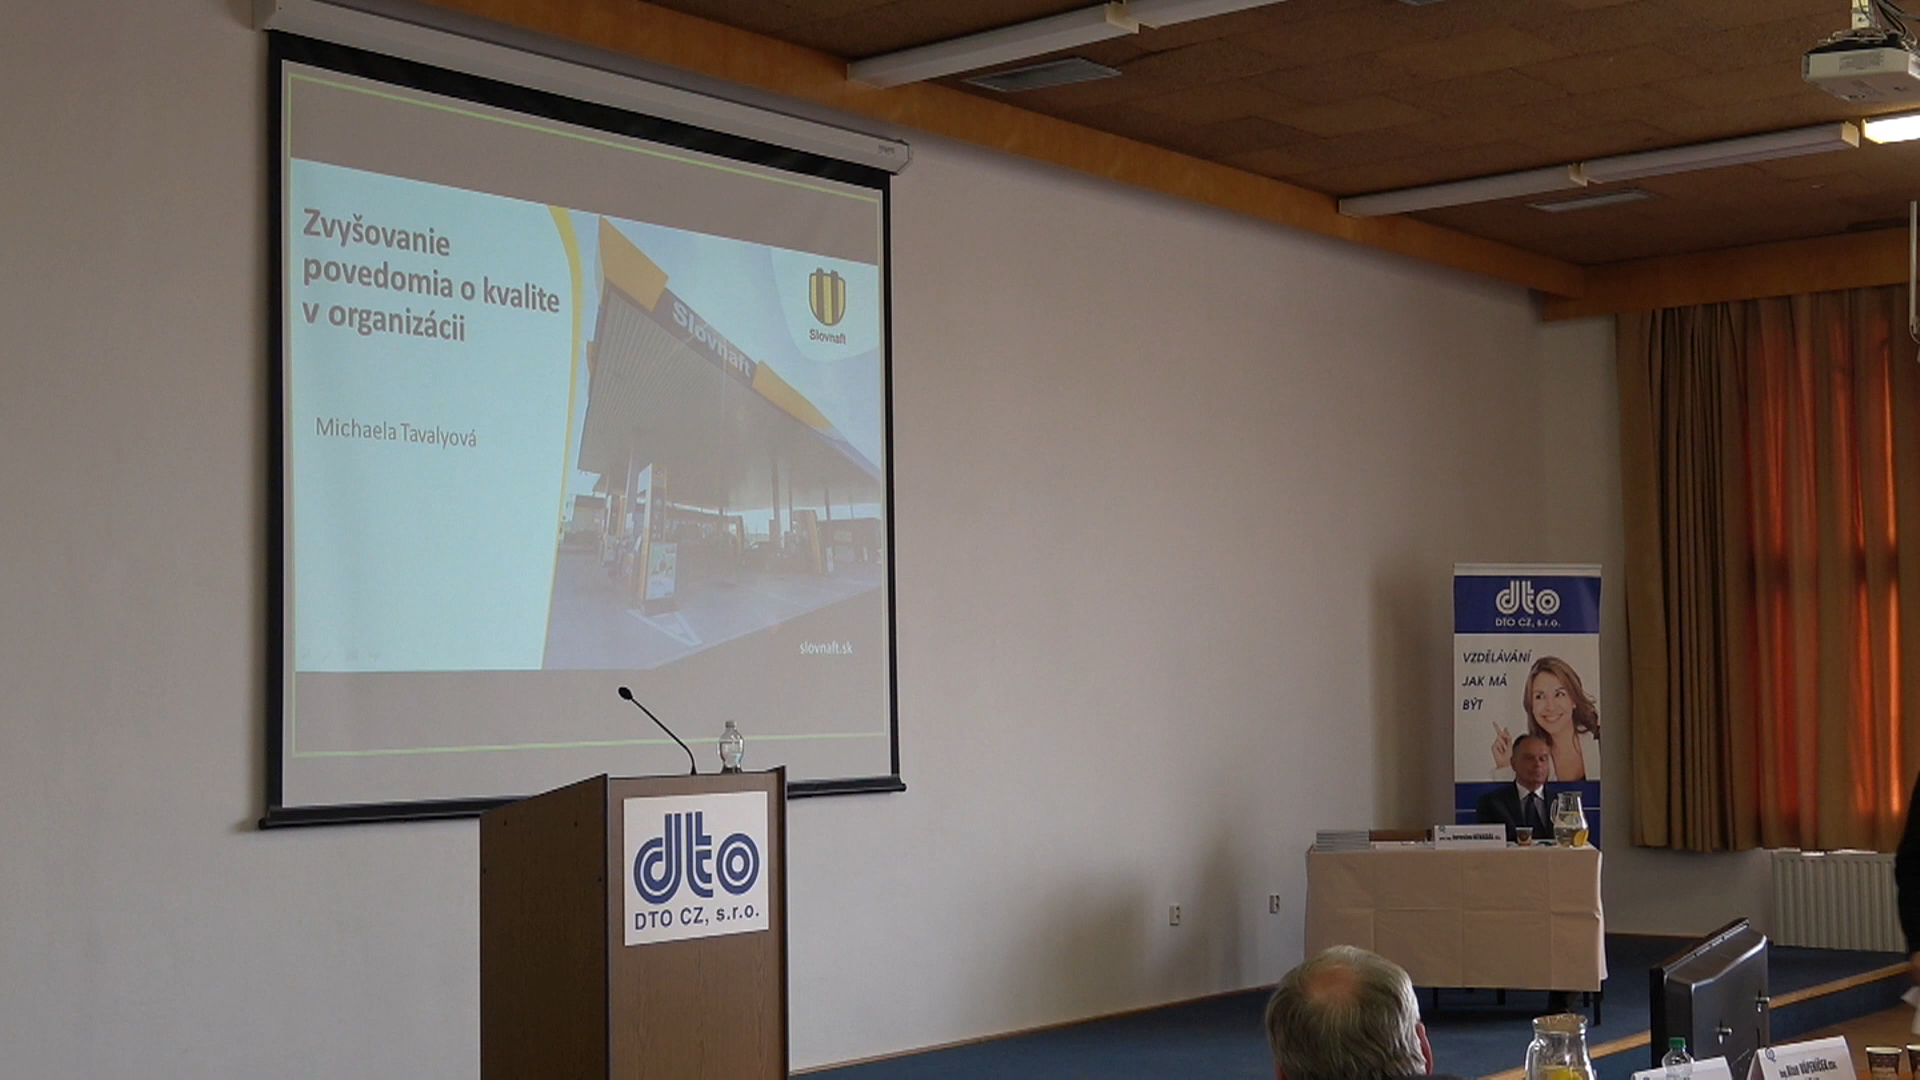 Zvyšovanie
povedomia o kvalite
v organizácii
Michaela Tavalyová
Slovnaft
Slovnaft
slovnaft.sk
dto
DTO CZ, s.r.o.
dto
DTO CZ, s.r.o.
VZDĚLÁVÁNÍ
JAK MÁ
BÝT